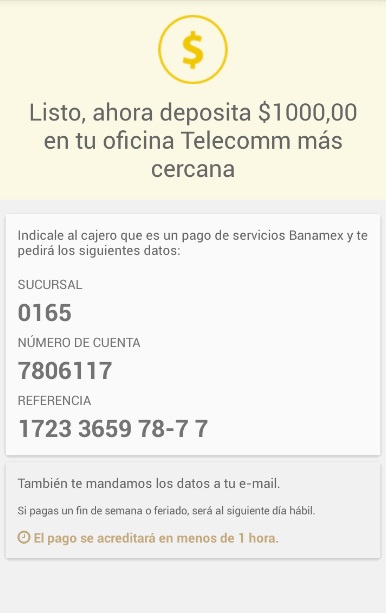 $
Listo, ahora deposita $1000,00
en tu oficina Telecomm más
cercana
Indicale al cajero que es un pago de servicios Banamex y te
pedirá los siguientes datos:
SUCURSAL
0165
NÚMERO DE CUENTA
7806117
REFERENCIA
1723 3659 78-7 7
También te mandamos los datos a tu e-mail.
Si pagas un fin de semana o feriado, será al siguiente día hábil.
El pago se acreditará en menos de 1 hora.